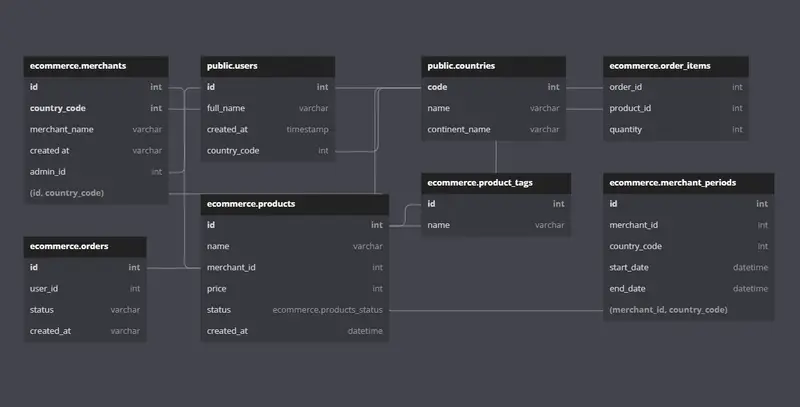 ecommerce.merchants
id int
country_code int
merchant_name varchar
created at varchar
admin_id int
(id, country_code)
public.users
id int
full_name varchar
created_at timestamp
country_code int
public.countries
code int
name varchar
continent_name varchar
ecommerce.order_items
order_id int
product_id int
quantity int
ecommerce.orders
id int
user_id int
status varchar
created_at varchar
ecommerce.products
id int
name varchar
merchant_id int
price int
status ecommerce.products_status
created_at datetime
ecommerce.product_tags
id int
name varchar
ecommerce.merchant_periods
id int
merchant_id int
country_code int
start_date datetime
end_date datetime
(merchant_id, country_code)